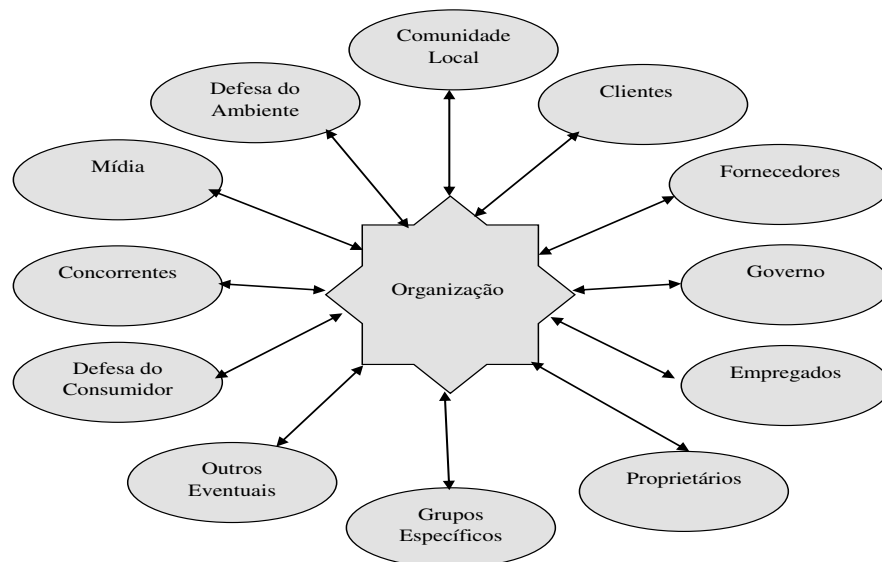 Comunidade
Local
Defesa do
Ambiente
Clientes
Mídia
Fornecedores
Concorrentes
Organização
Governo
Defesa do
Consumidor
Empregados
Outros
Eventuais
Proprietários
Grupos
Específicos